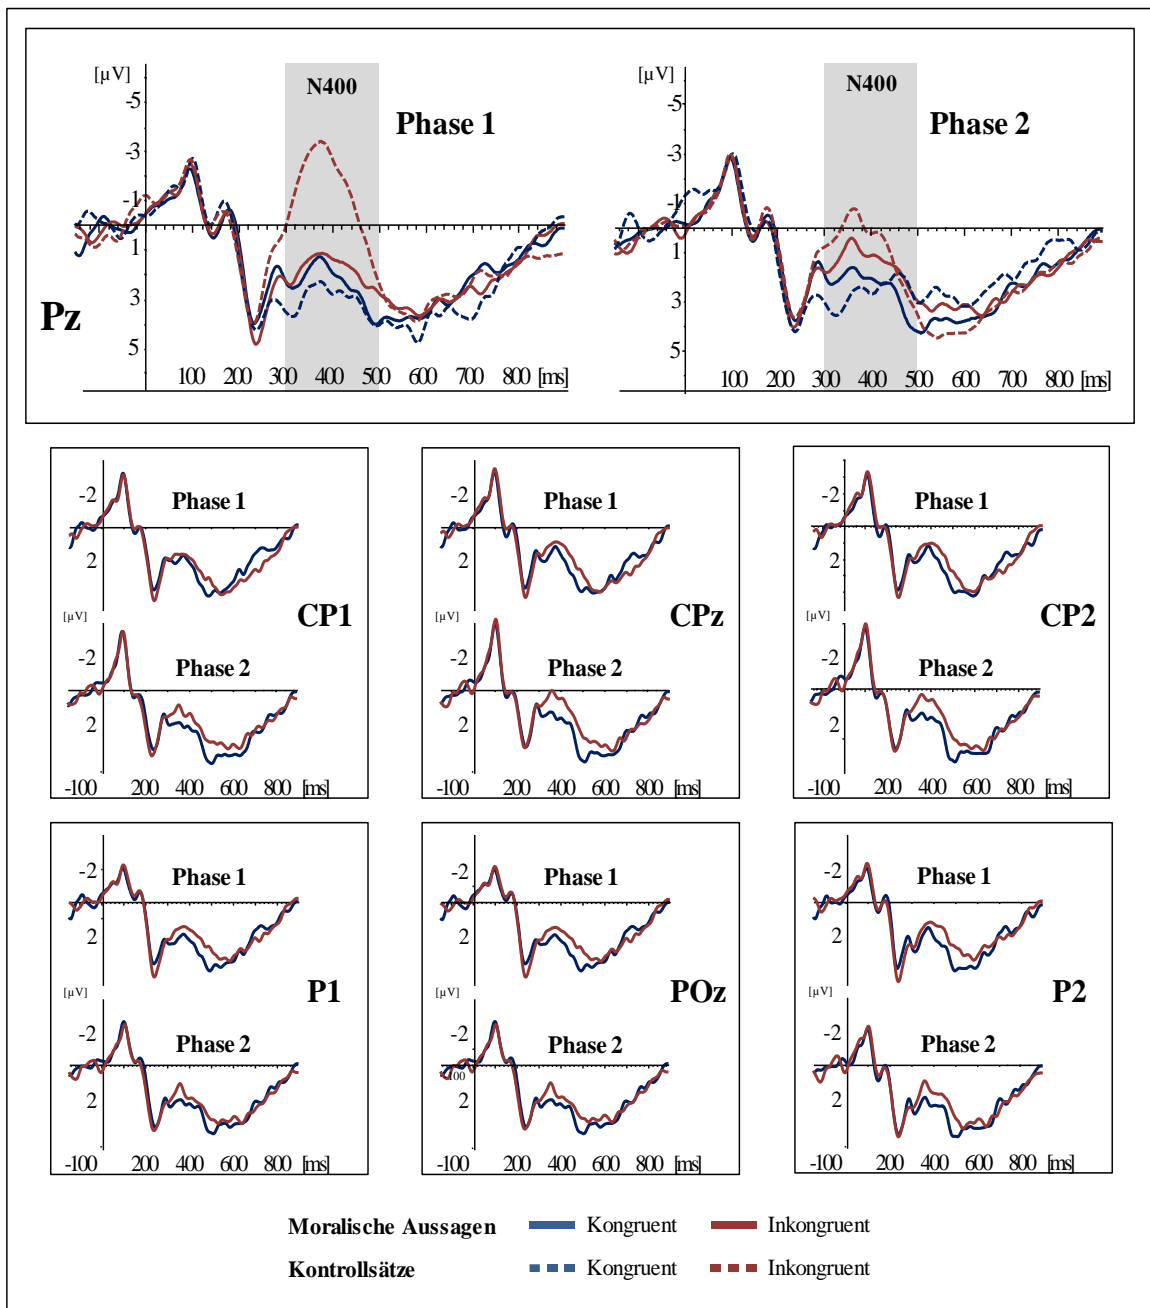 [µV] N400 [µV] N400
-5 Phase 1 -5 Phase 2
-3 -3
-1 -1
1 1
Pz 3 3
5 5
100 200 300 400 500 600 700 800 [ms] 100 200 300 400 500 600 700 800 [ms]
-2 Phase 1 -2 Phase 1 -2 Phase 1
2 2 2
[µV] CP1 [µV] CPz [µV] CP2
-2 Phase 2 -2 Phase 2 -2 Phase 2
2 2 2
-100 200 400 600 800 [ms] -100 200 400 600 800 [ms] -100 200 400 600 800 [ms]
-2 Phase 1 -2 Phase 1 -2 Phase 1
2 2 2
[µV] P1 [µV] POz [µV] P2
-2 Phase 2 -2 Phase 2 -2 Phase 2
-100
2 2 2
-100 200 400 600 800 [ms] 200 400 600 800 [ms] -100 200 400 600 800 [ms]
Moralische Aussagen Kongruent Inkongruent
Kontrollsätze Kongruent Inkongruent